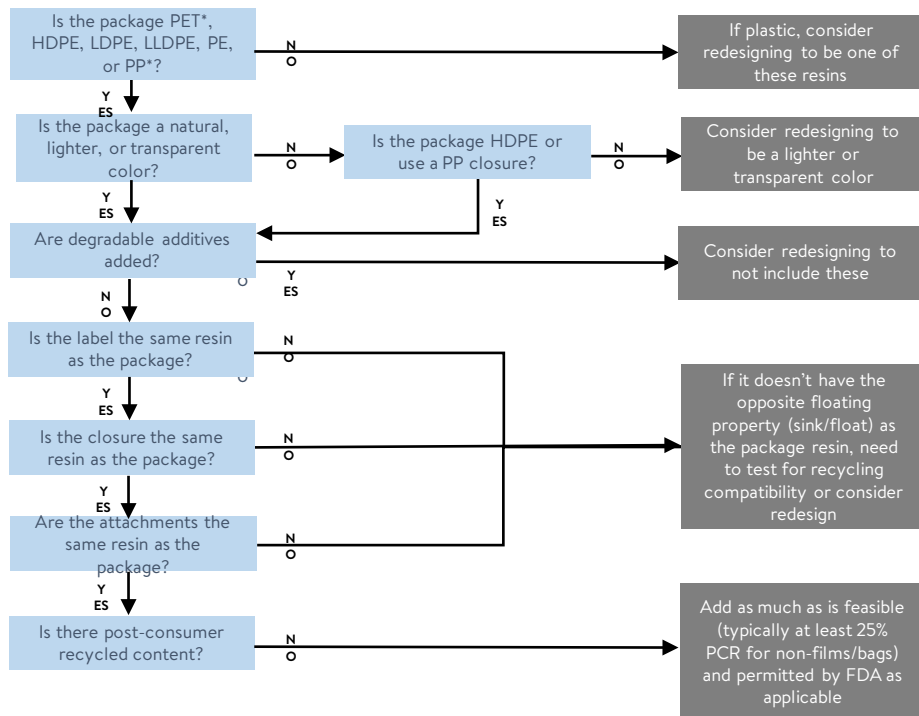 Is the package PET*,
HDPE, LDPE, LLDPE, PE,
or PP*?
N
O
If plastic, consider
redesigning to be one of
these resins
Y
ES
Is the package a natural,
lighter, or transparent
color?
N
O
Is the package HDPE or
use a PP closure?
N
O
Consider redesigning to
be a lighter or
transparent color
Y
ES
Y
ES
Are degradable additives
added?
O
Y
ES
Consider redesigning to
not include these
N
O
Is the label the same resin
as the package?
N
O
O
Y
ES
If it doesn't have the
opposite floating
property (sink/float) as
the package resin, need
to test for recycling
compatibility or consider
redesign
Is the closure the same
resin as the package?
N
O
Y
ES
Are the attachments the
same resin as the
package?
N
O
Y
ES
Is there post-consumer
recycled content?
N
O
Add as much as is feasible
(typically at least 25%
PCR for non-films/bags)
and permitted by FDA as
applicable